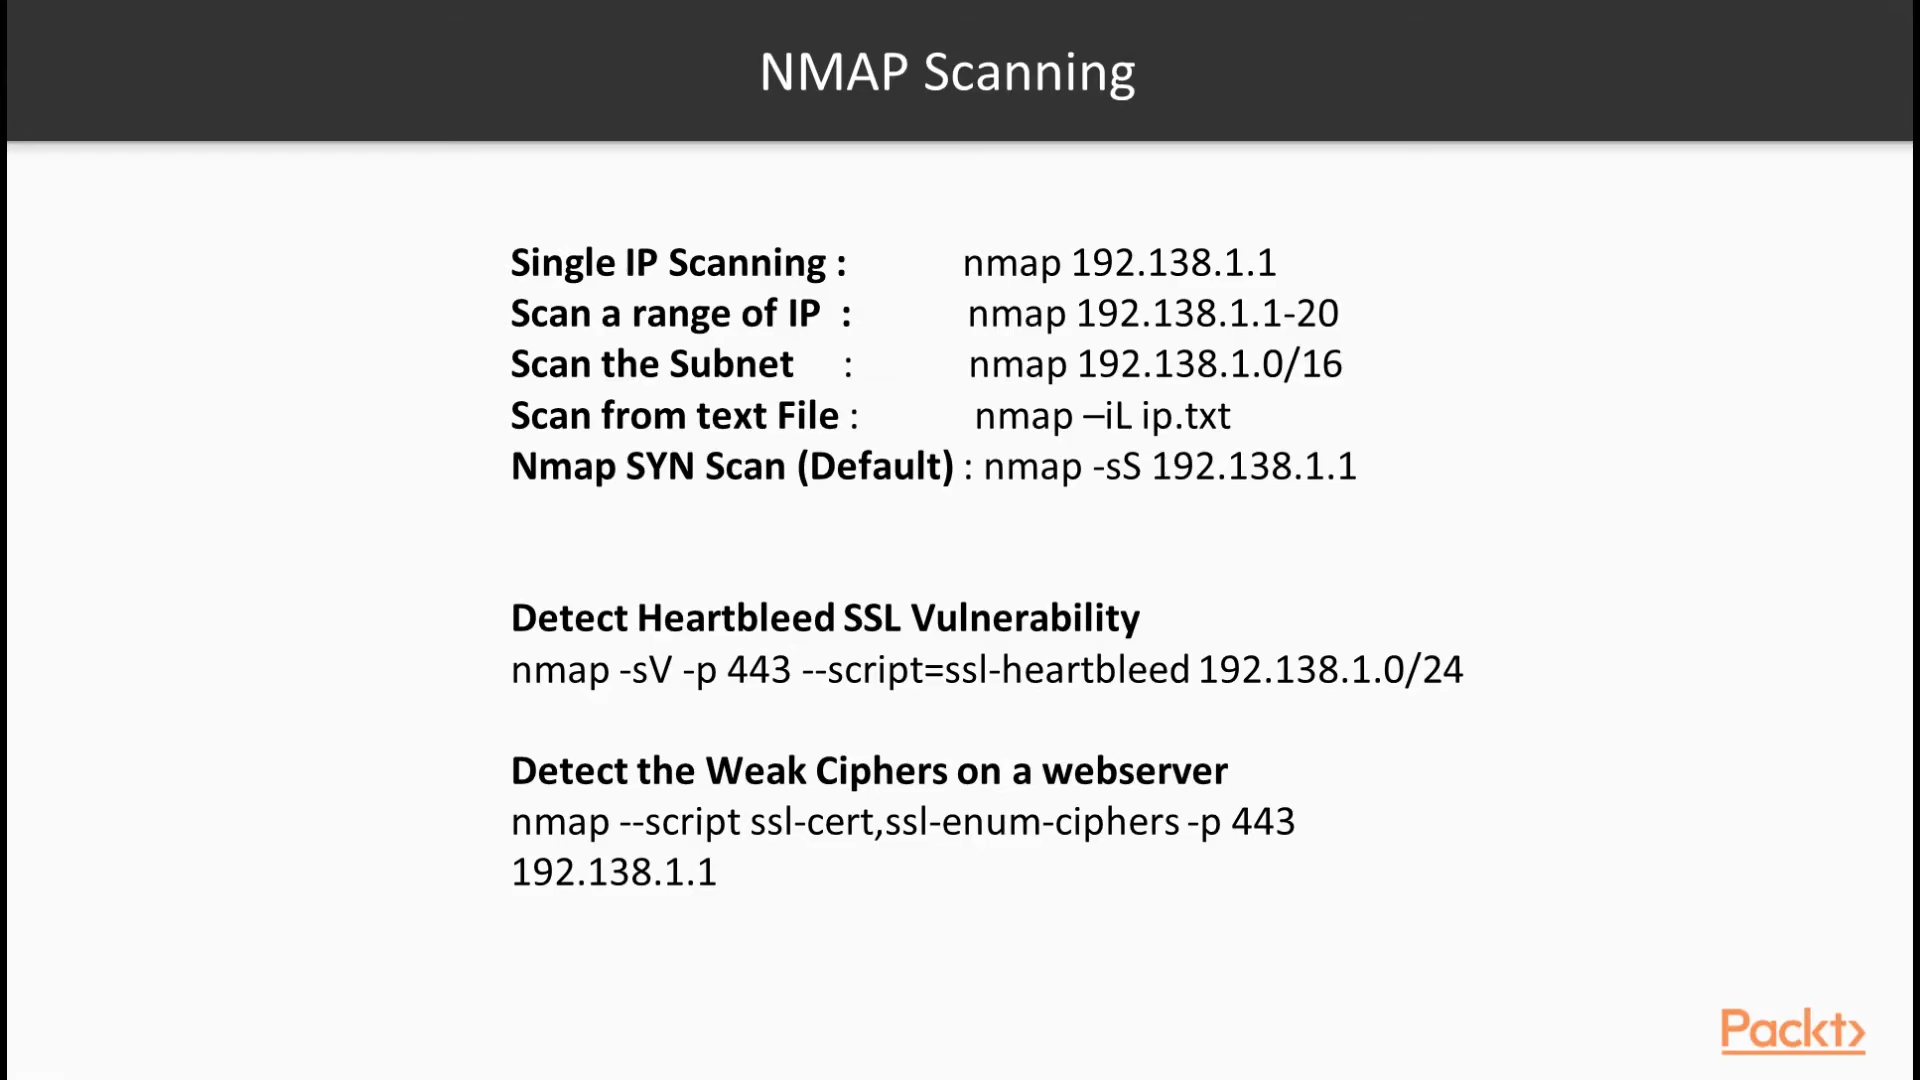 NMAP Scanning
Single IP Scanning : nmap 192.138.1.1
Scan a range of IP : nmap 192.138.1.1-20
Scan the Subnet : nmap 192.138.1.0/16
Scan from text File : nmap –iL ip.txt
Nmap SYN Scan (Default) : nmap -sS 192.138.1.1
Detect Heartbleed SSL Vulnerability
nmap -sV -p 443 --script=ssl-heartbleed 192.138.1.0/24
Detect the Weak Ciphers on a webserver
nmap --script ssl-cert,ssl-enum-ciphers -p 443
192.138.1.1
Packt>